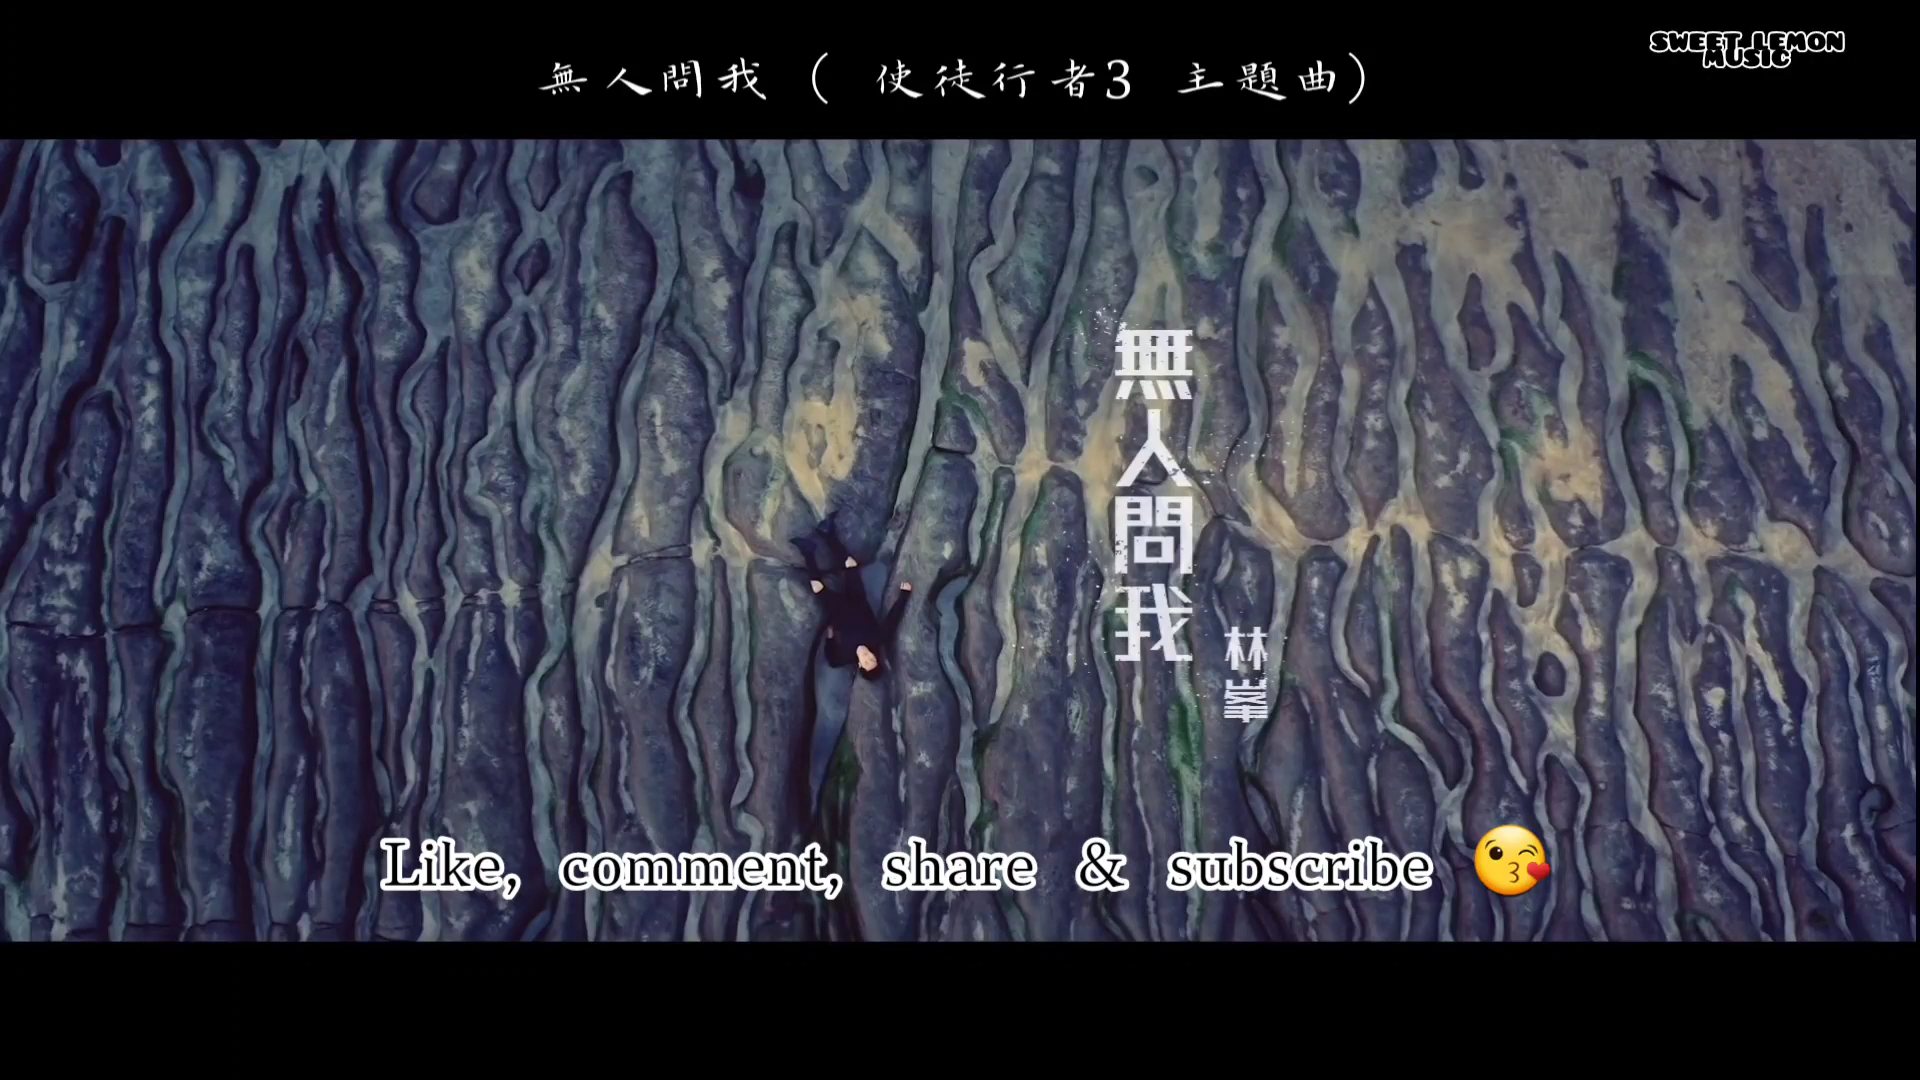 SWEET LEMON
MUSIC
無人問我 ( 使徒行者3 主題曲)
無人問我
林峯
Like, comment, share & subscribe 😘